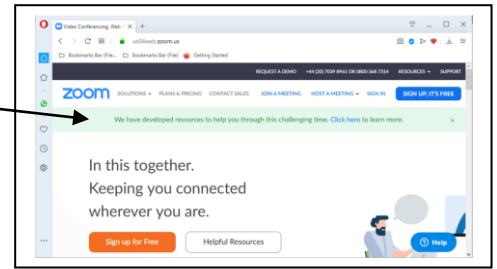 Video Conferencing, Web
us04web.zoom.us
Bookmarks Bar (File... Bookmarks Bar (File) Getting Started
REQUEST A DEMO +44 (20) 7039 8961 OR 0800 368 7314 RESOURCES SUPPORT
zoom SOLUTIONS PLANS & PRICING CONTACT SALES JOIN A MEETING HOST A MEETING SIGN IN SIGN UP, IT'S FREE
We have developed resources to help you through this challenging time. Click here to learn more.
In this together.
Keeping you connected
wherever you are.
Sign up for Free Helpful Resources
Help